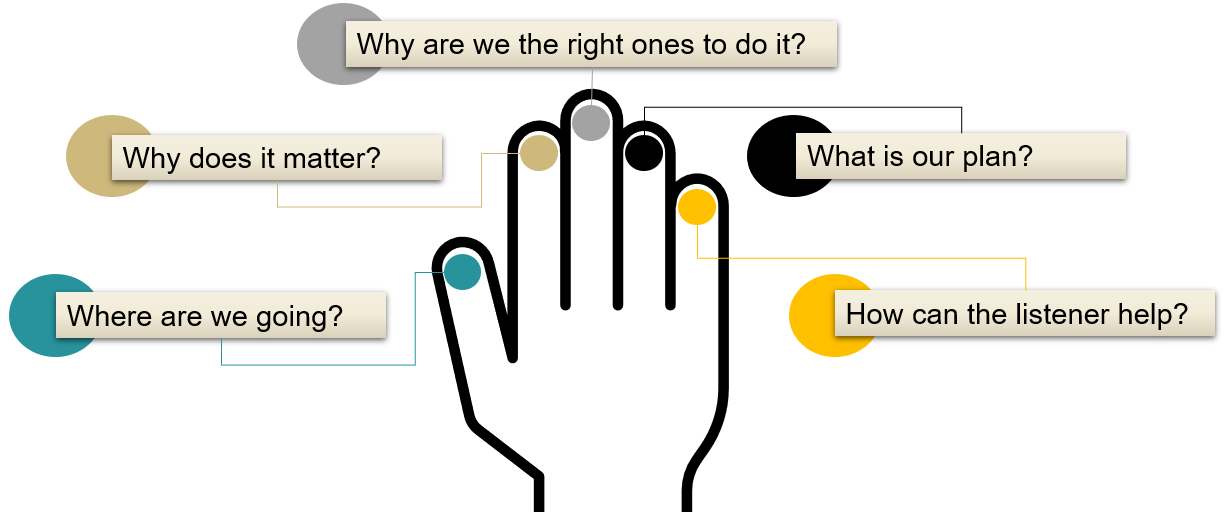 Why are we the right ones to do it?
Why does it matter?
What is our plan?
Where are we going?
How can the listener help?